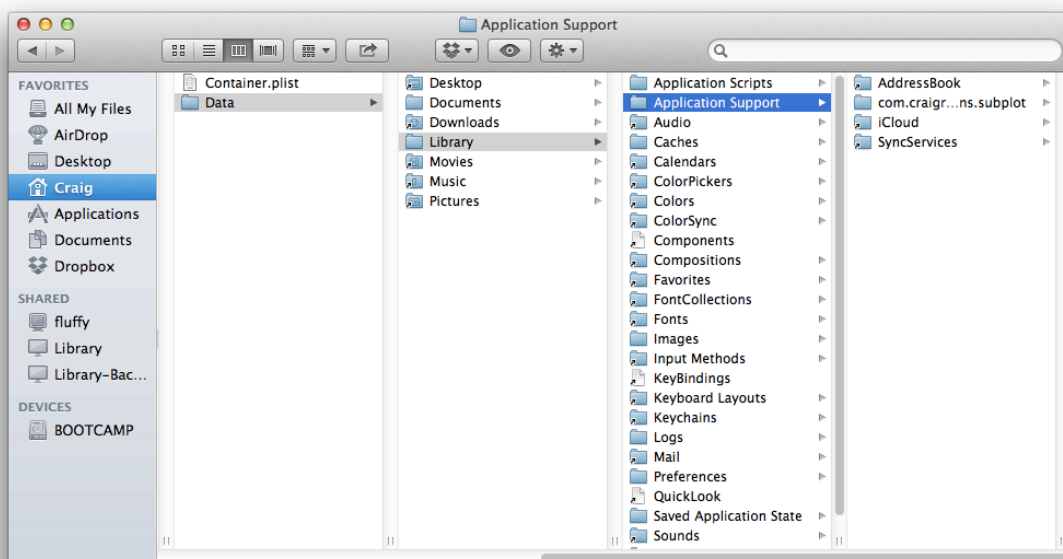 Application Support
FAVORITES
All My Files
AirDrop
Desktop
Craig
Applications
Documents
Dropbox
SHARED
fluffy
Library
Library-Bac...
DEVICES
BOOTCAMP
Container.plist
Data
Desktop
Documents
Downloads
Library
Movies
Music
Pictures
Application Scripts
Application Support
Audio
Caches
Calendars
ColorPickers
Colors
ColorSync
Components
Compositions
Favorites
FontCollections
Fonts
Images
Input Methods
KeyBindings
Keyboard Layouts
Keychains
Logs
Mail
Preferences
QuickLook
Saved Application State
Sounds
AddressBook
com.craigr...ns.subplot
iCloud
SyncServices